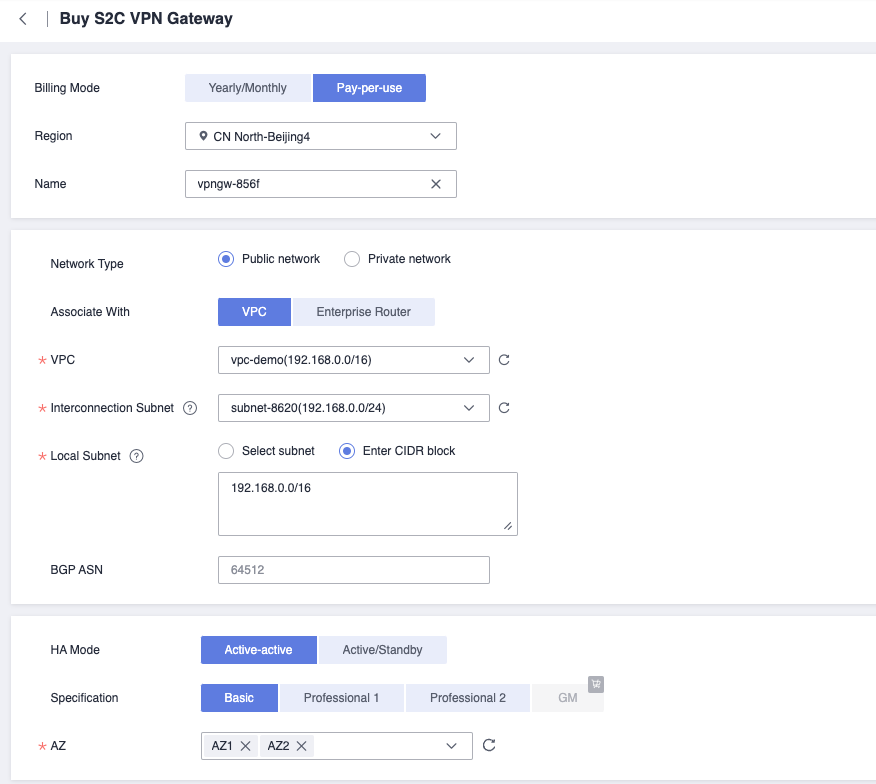 Buy S2C VPN Gateway
Billing Mode Yearly/Monthly Pay-per-use
Region CN North-Beijing4
Name vpngw-856f
Network Type Public network Private network
Associate With VPC Enterprise Router
* VPC vpc-demo(192.168.0.0/16)
* Interconnection Subnet ? subnet-8620(192.168.0.0/24)
* Local Subnet ? Select subnet Enter CIDR block
192.168.0.0/16
BGP ASN 64512
HA Mode Active-active Active/Standby
Specification Basic Professional 1 Professional 2 GM
* AZ AZ1 AZ2